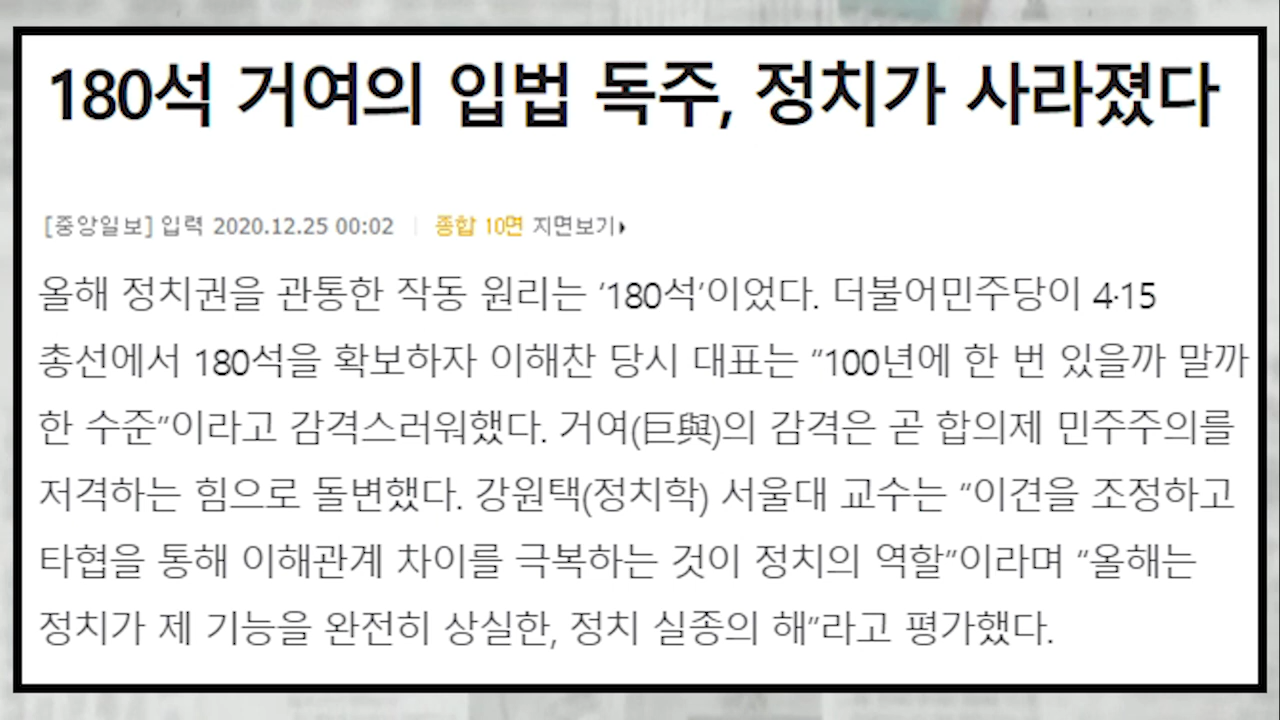 180석 거여의 입법 독주, 정치가 사라졌다
[중앙일보] 입력 2020.12.25 00:02 | 종합 10면 지면보기
올해 정치권을 관통한 작동 원리는 ‘180석’이었다. 더불어민주당이 4·15
총선에서 180석을 확보하자 이해찬 당시 대표는 “100년에 한 번 있을까 말까
한 수준”이라고 감격스러워했다. 거여(巨與)의 감격은 곧 합의제 민주주의를
저격하는 힘으로 돌변했다. 강원택(정치학) 서울대 교수는 “이견을 조정하고
타협을 통해 이해관계 차이를 극복하는 것이 정치의 역할”이라며 “올해는
정치가 제 기능을 완전히 상실한, 정치 실종의 해”라고 평가했다.